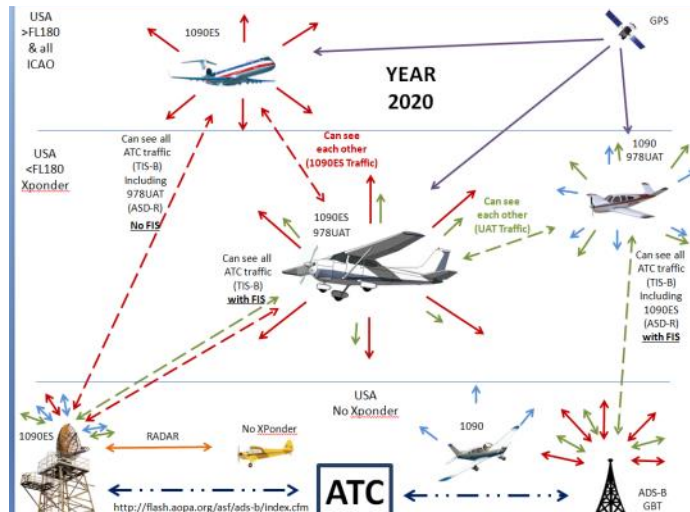 USA
>FL180
& all
ICAO
1090ES
GPS
YEAR
2020
USA
<FL180
Xponder
Can see all
ATC traffic
(TIS-B)
Including
978UAT
(ASD-R)
No FIS
Can see
each other
(1090ES Traffic)
1090
978UAT
1090ES
978UAT
Can see
each other
(UAT Traffic)
Can see all
ATC traffic
(TIS-B)
with FIS
Can see all
ATC traffic
(TIS-B)
Including
1090ES
(ASD-R)
with FIS
USA
No Xponder
1090ES
RADAR
No XPonder
1090
ATC
ADS-B
GBT
http://flash.aopa.org/asf/ads-b/index.cfm